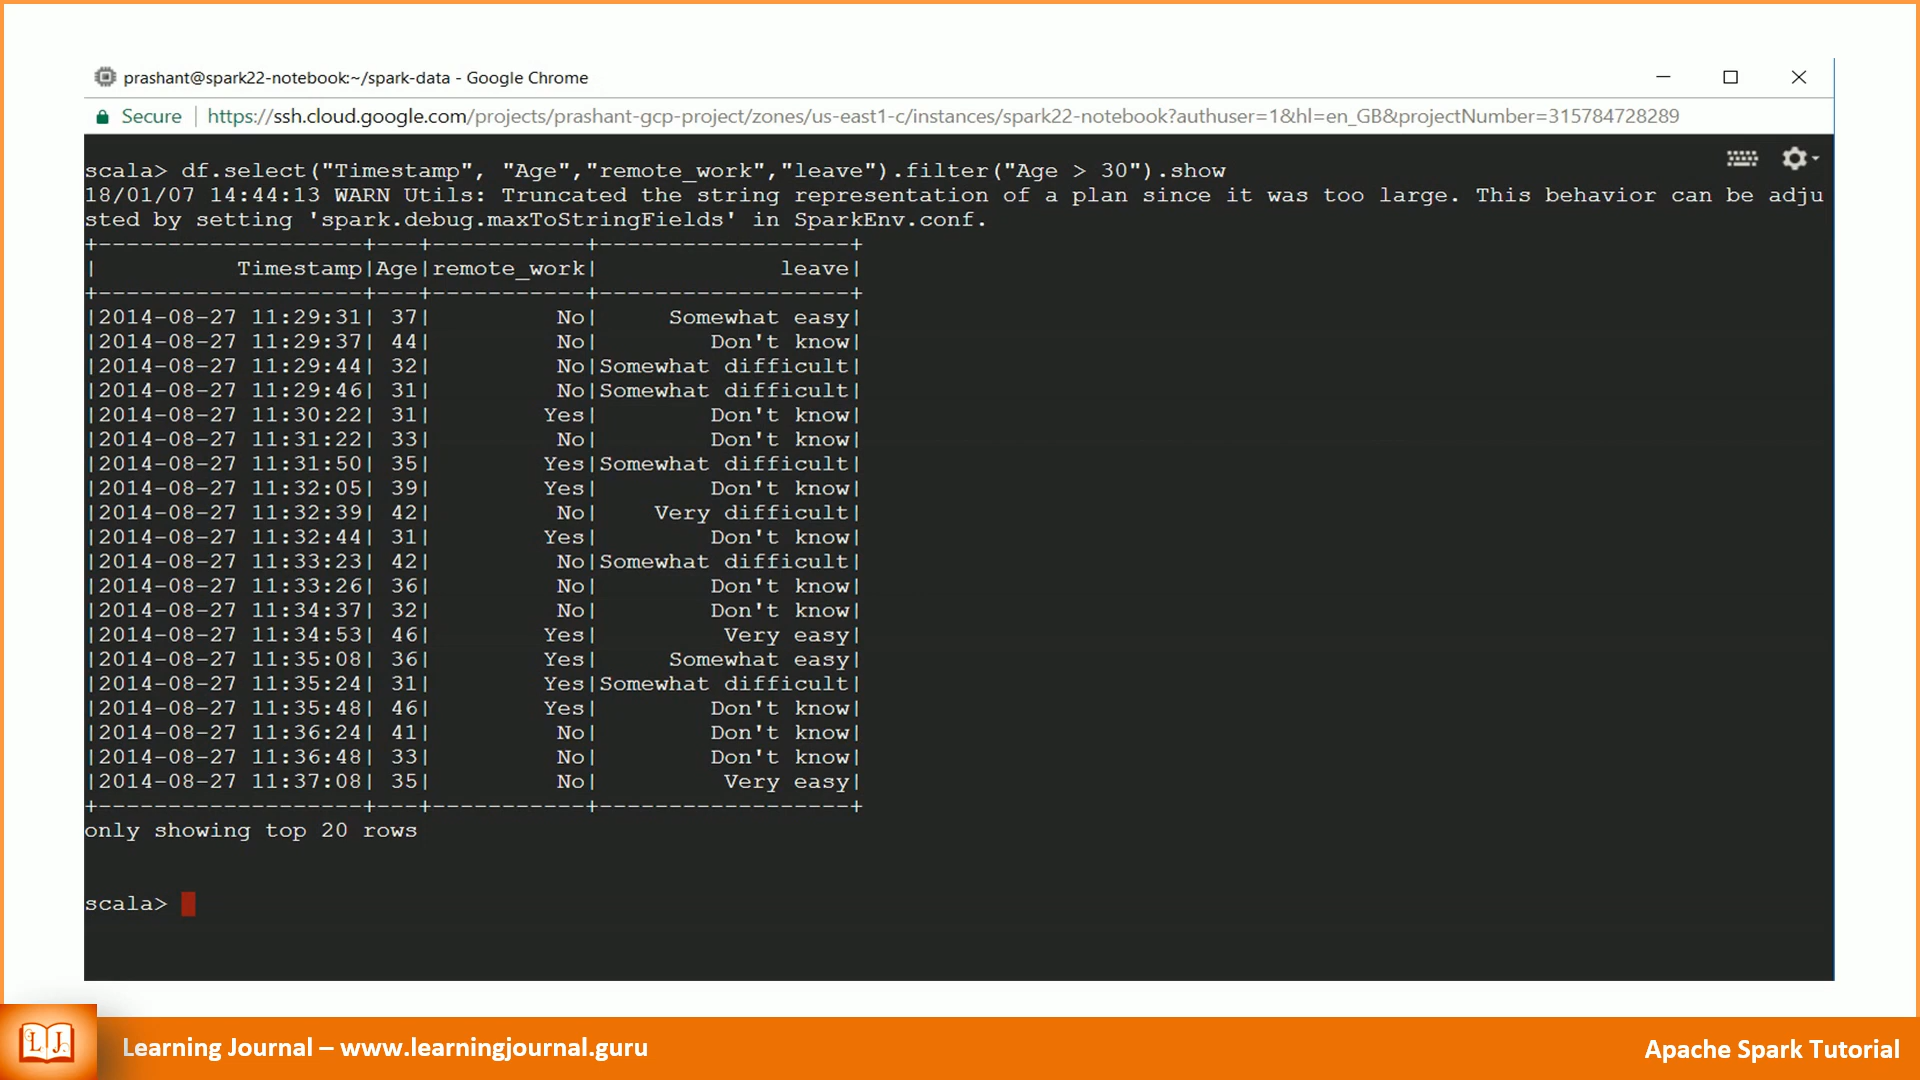 prashant@spark22-notebook:~/spark-data - Google Chrome
Secure | https://ssh.cloud.google.com/projects/prashant-gcp-project/zones/us-east1-c/instances/spark22-notebook?authuser=1&hl=en_GB&projectNumber=315784728289
scala> df.select("Timestamp", "Age","remote_work","leave").filter("Age > 30").show
18/01/07 14:44:13 WARN Utils: Truncated the string representation of a plan since it was too large. This behavior can be adju
sted by setting 'spark.debug.maxToStringFields' in SparkEnv.conf.
+-------------------+---+-----------+------------------+
|          Timestamp|Age|remote_work|             leave|
+-------------------+---+-----------+------------------+
|2014-08-27 11:29:31| 37|         No|     Somewhat easy|
|2014-08-27 11:29:37| 44|         No|        Don't know|
|2014-08-27 11:29:44| 32|         No|Somewhat difficult|
|2014-08-27 11:29:46| 31|         No|Somewhat difficult|
|2014-08-27 11:30:22| 31|        Yes|        Don't know|
|2014-08-27 11:31:22| 33|         No|        Don't know|
|2014-08-27 11:31:50| 35|        Yes|Somewhat difficult|
|2014-08-27 11:32:05| 39|        Yes|        Don't know|
|2014-08-27 11:32:39| 42|         No|    Very difficult|
|2014-08-27 11:32:44| 31|        Yes|        Don't know|
|2014-08-27 11:33:23| 42|         No|Somewhat difficult|
|2014-08-27 11:33:26| 36|         No|        Don't know|
|2014-08-27 11:34:37| 32|         No|        Don't know|
|2014-08-27 11:34:53| 46|        Yes|         Very easy|
|2014-08-27 11:35:08| 36|        Yes|     Somewhat easy|
|2014-08-27 11:35:24| 31|        Yes|Somewhat difficult|
|2014-08-27 11:35:48| 46|        Yes|        Don't know|
|2014-08-27 11:36:24| 41|         No|        Don't know|
|2014-08-27 11:36:48| 33|         No|        Don't know|
|2014-08-27 11:37:08| 35|         No|         Very easy|
+-------------------+---+-----------+------------------+
only showing top 20 rows
scala>
LJ
Learning Journal – www.learningjournal.guru
Apache Spark Tutorial